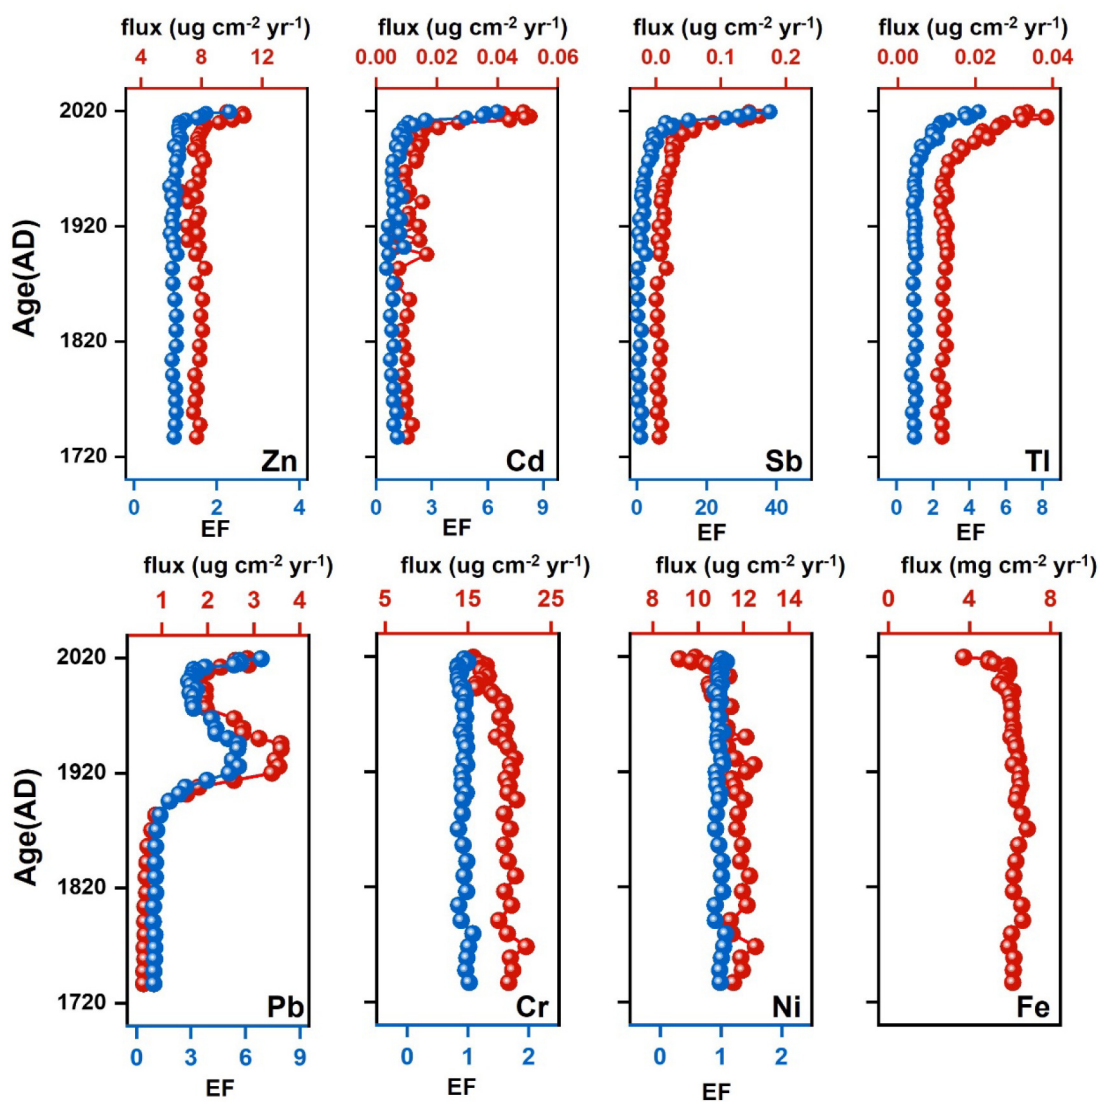 flux (ug cm-2 yr-1) flux (ug cm-2 yr-1) flux (ug cm-2 yr-1) flux (ug cm-2 yr-1)
4 8 12 0.00 0.02 0.04 0.06 0.0 0.1 0.2 0.00 0.02 0.04
2020
1920
Age(AD)
1820
1720
Zn Cd Sb Tl
0 2 4 0 3 6 9 0 20 40 0 2 4 6 8
EF EF EF EF
flux (ug cm-2 yr-1) flux (ug cm-2 yr-1) flux (ug cm-2 yr-1) flux (mg cm-2 yr-1)
1 2 3 4 5 15 25 8 10 12 14 0 4 8
2020
1920
Age(AD)
1820
1720
Pb Cr Ni Fe
0 3 6 9 0 1 2 0 1 2
EF EF EF